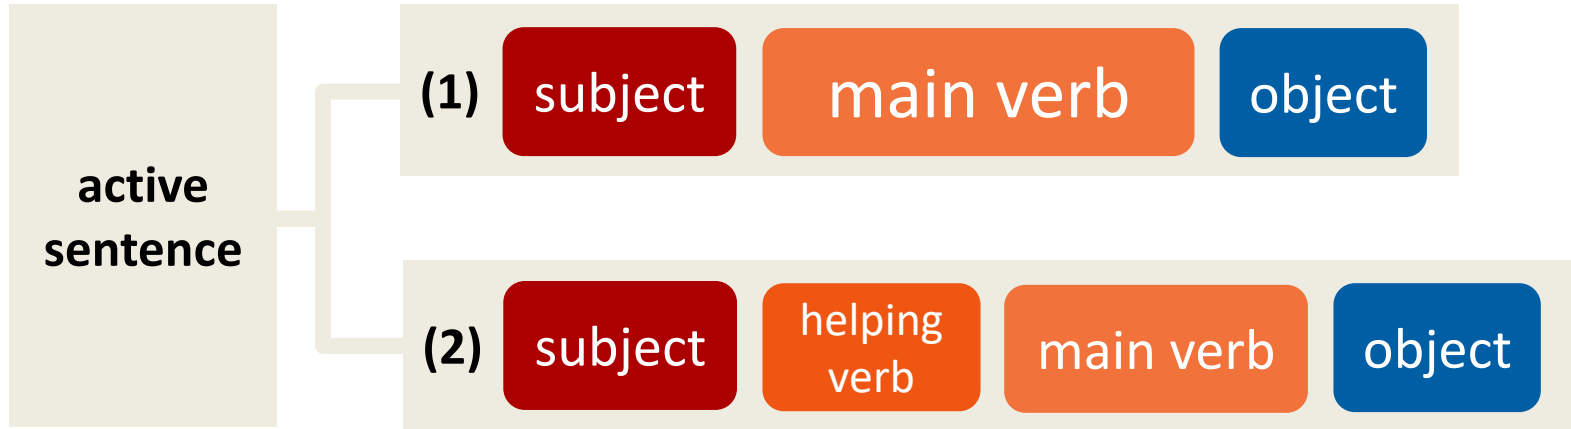 active
sentence
(1) subject main verb object
(2) subject helping verb main verb object